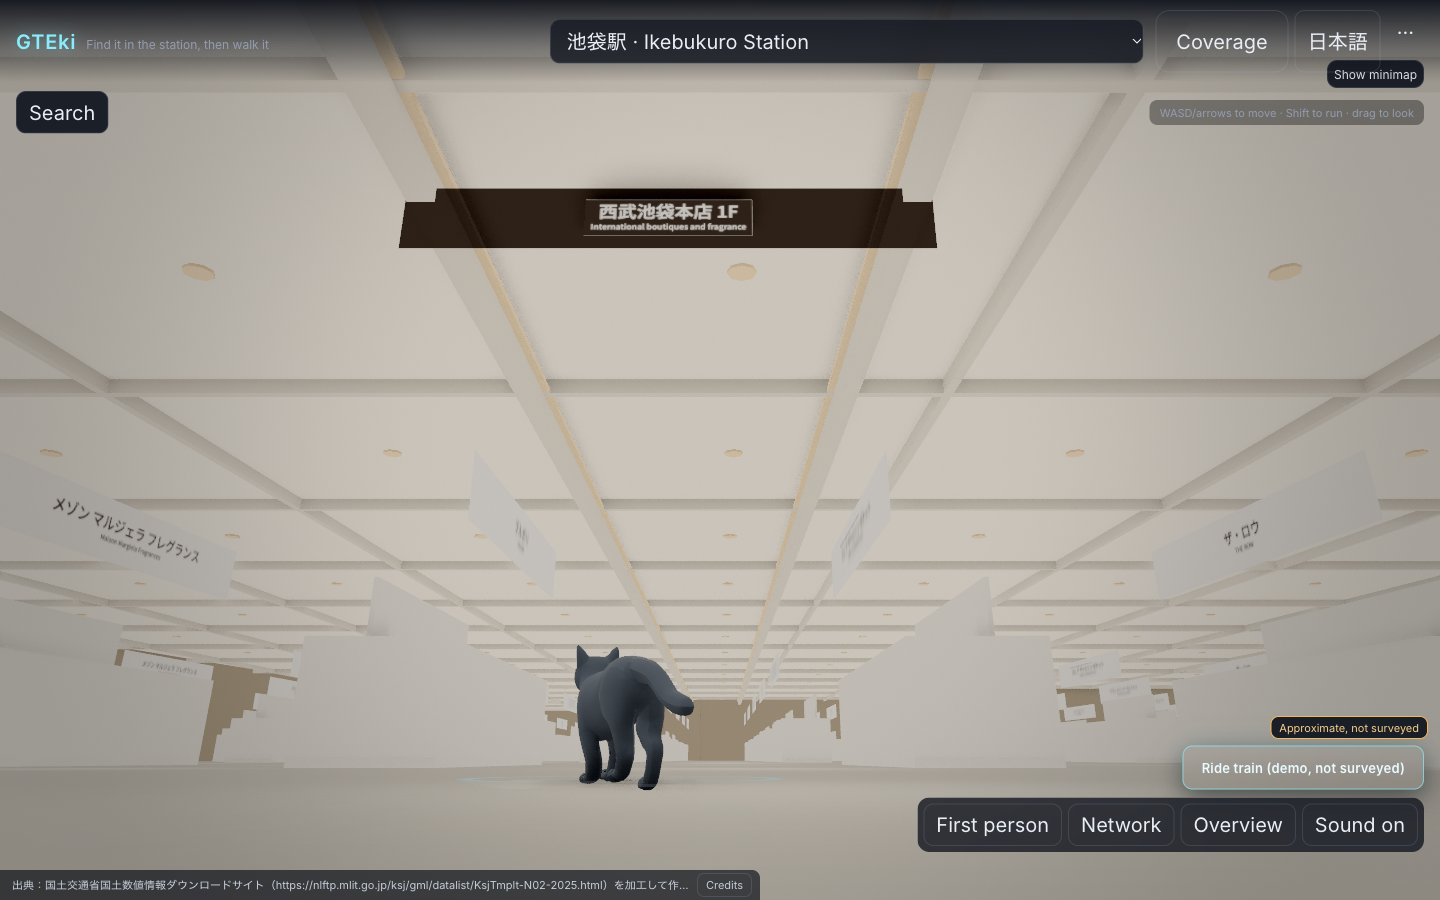 GTEki
Find it in the station, then walk it
池袋駅 · Ikebukuro Station
Coverage
日本語
...
Show minimap
Search
WASD/arrows to move · Shift to run · drag to look
西武池袋本店 1F
International boutiques and fragrance
メゾン マルジェラ フレグランス
Maison Margiela Fragrances
ザ・ロウ
THE ROW
Approximate, not surveyed
Ride train (demo, not surveyed)
First person
Network
Overview
Sound on
出典：国土交通省国土数値情報ダウンロードサイト（https://nlftp.mlit.go.jp/ksj/gml/datalist/KsjTmplt-N02-2025.html）を加工して作...
Credits